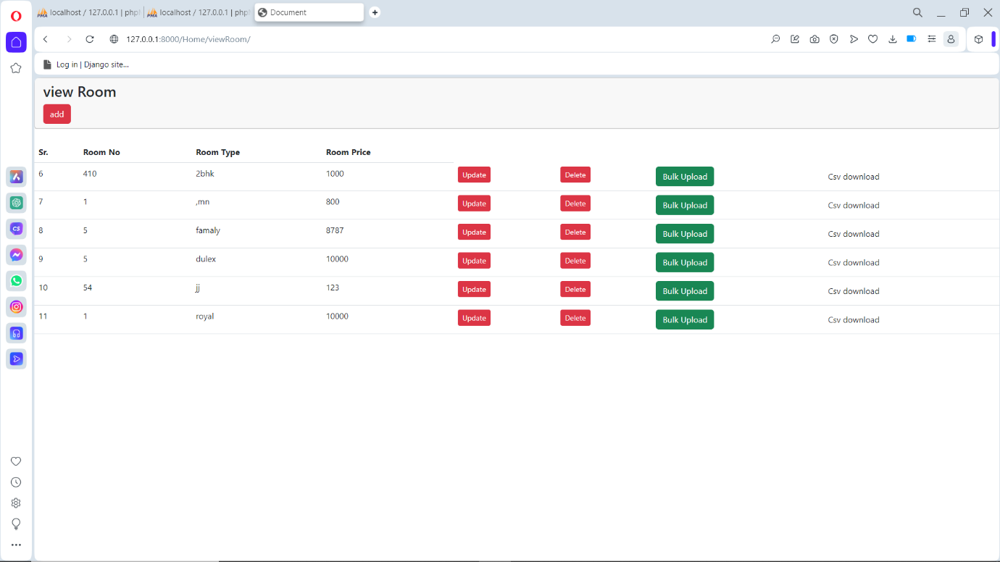 localhost / 127.0.0.1 | php
localhost / 127.0.0.1 | php
Document
127.0.0.1:8000/Home/viewRoom/
Log in | Django site...
view Room
add
Sr. Room No Room Type Room Price
6 410 2bhk 1000 Update Delete Bulk Upload Csv download
7 1 ,mn 800 Update Delete Bulk Upload Csv download
8 5 famaly 8787 Update Delete Bulk Upload Csv download
9 5 dulex 10000 Update Delete Bulk Upload Csv download
10 54 jj 123 Update Delete Bulk Upload Csv download
11 1 royal 10000 Update Delete Bulk Upload Csv download